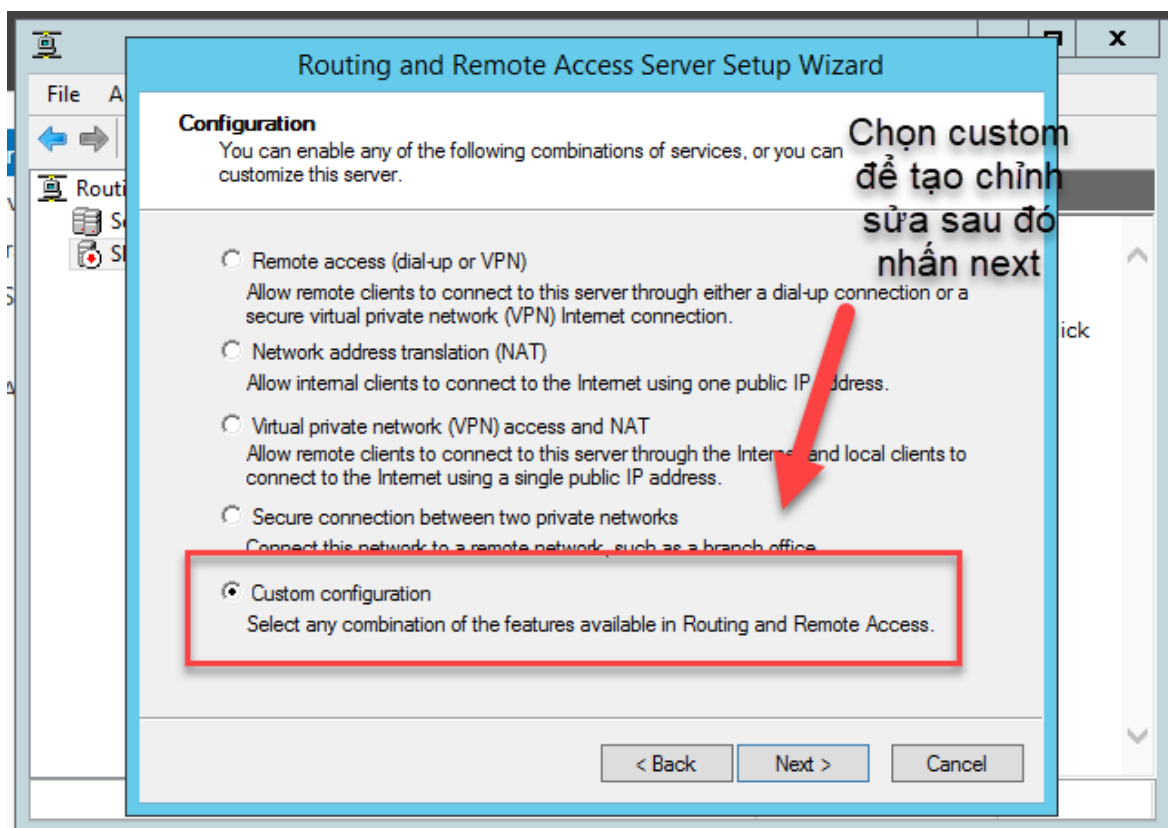 Routing and Remote Access Server Setup Wizard
x
File
Configuration
You can enable any of the following combinations of services, or you can
customize this server.
Chọn custom
để tạo chỉnh
sửa sau đó
nhấn next
Routi
Remote access (dial-up or VPN)
Allow remote clients to connect to this server through either a dial-up connection or a
secure virtual private network (VPN) Internet connection.
ick
Network address translation (NAT)
Allow internal clients to connect to the Internet using one public IP address.
Virtual private network (VPN) access and NAT
Allow remote clients to connect to this server through the Internet and local clients to
connect to the Internet using a single public IP address.
Secure connection between two private networks
Connect this network to a remote network, such as a branch office.
Custom configuration
Select any combination of the features available in Routing and Remote Access.
< Back
Next >
Cancel